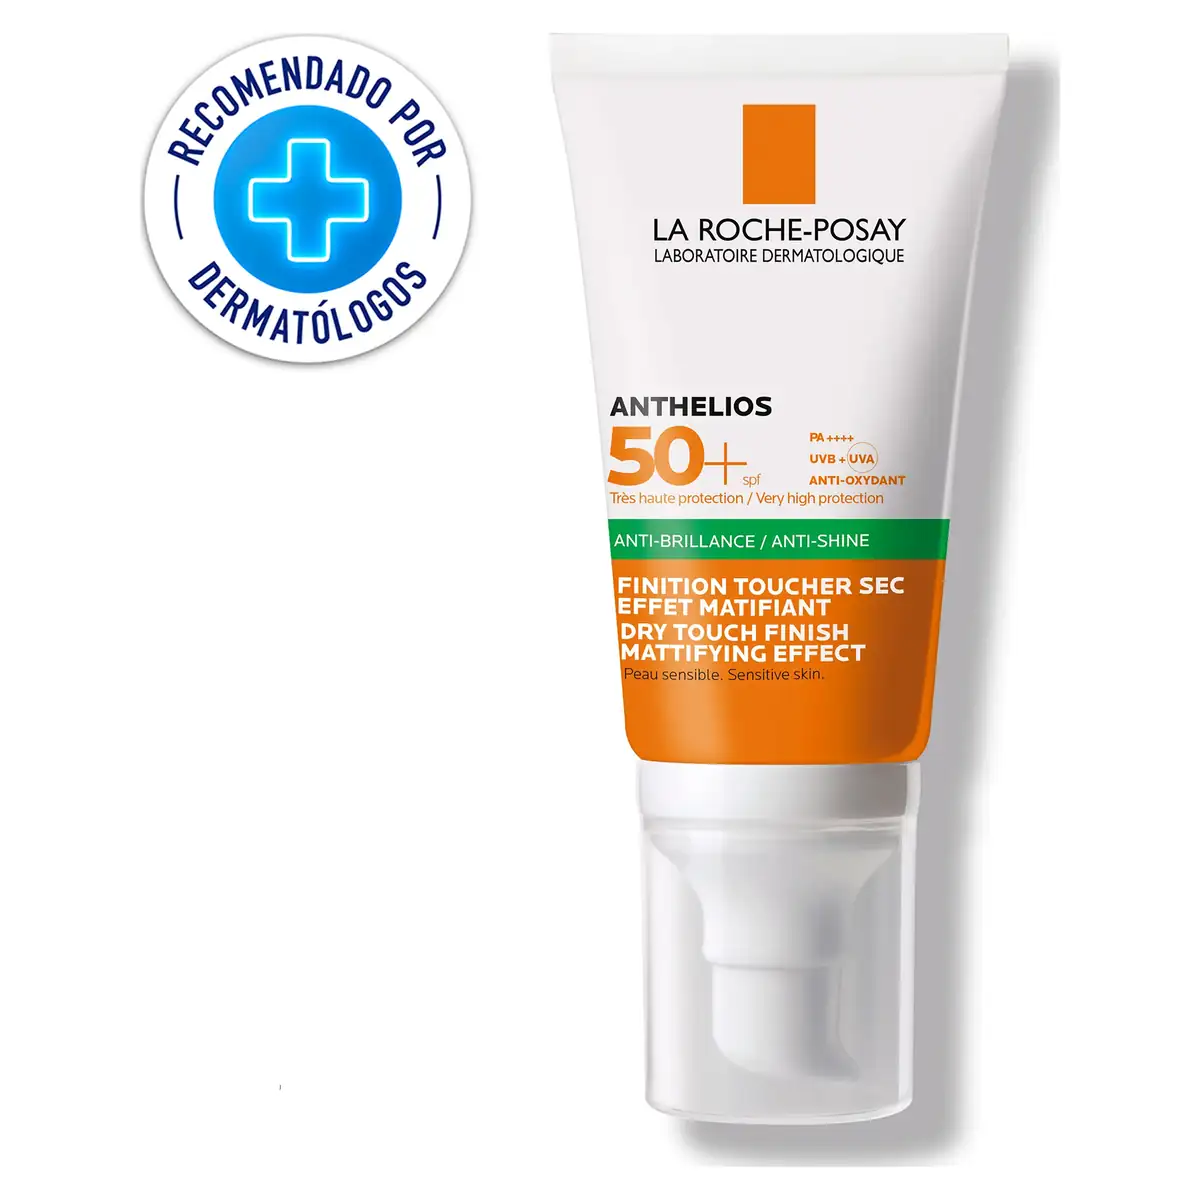 RECOMENDADO POR
DERMATÓLOGOS
LA ROCHE-POSAY
LABORATOIRE DERMATOLOGIQUE
ANTHELIOS
50+ spf
PA ++++
UVB + UVA
ANTI-OXYDANT
Très haute protection / Very high protection
ANTI-BRILLANCE / ANTI-SHINE
FINITION TOUCHER SEC
EFFET MATIFIANT
DRY TOUCH FINISH
MATTIFYING EFFECT
Peau sensible. Sensitive skin.